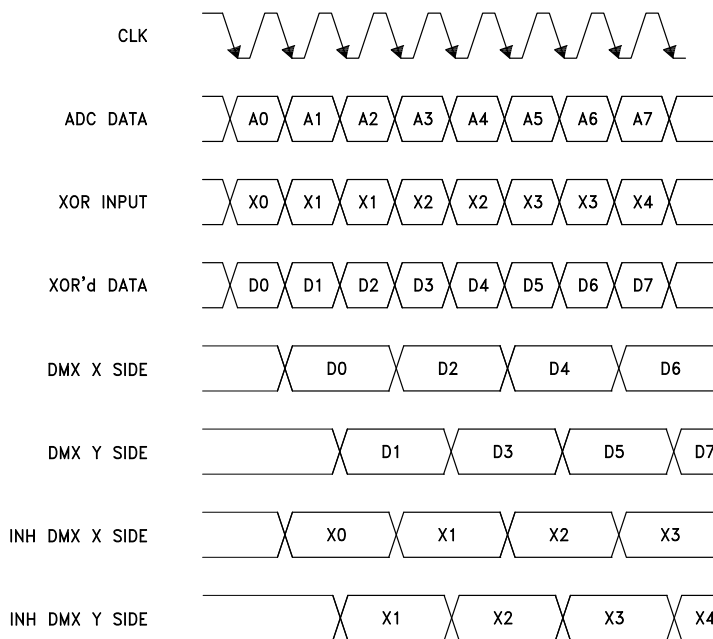 CLK
ADC DATA A0 A1 A2 A3 A4 A5 A6 A7
XOR INPUT X0 X1 X1 X2 X2 X3 X3 X4
XOR'd DATA D0 D1 D2 D3 D4 D5 D6 D7
DMX X SIDE D0 D2 D4 D6
DMX Y SIDE D1 D3 D5 D7
INH DMX X SIDE X0 X1 X2 X3
INH DMX Y SIDE X1 X2 X3 X4